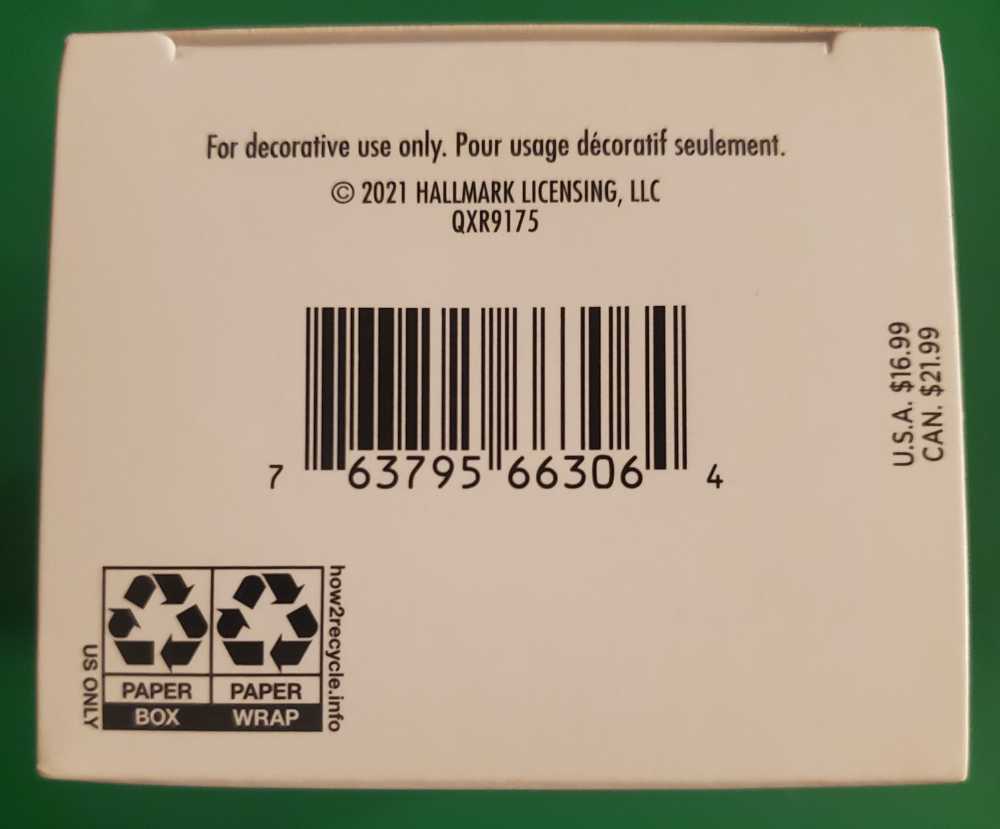 For decorative use only. Pour usage décoratif seulement.
© 2021 HALLMARK LICENSING, LLC
QXR9175
U.S.A. $16.99
CAN. $21.99
7 63795 66306 4
how2recycle.info
US ONLY
PAPER PAPER
BOX WRAP